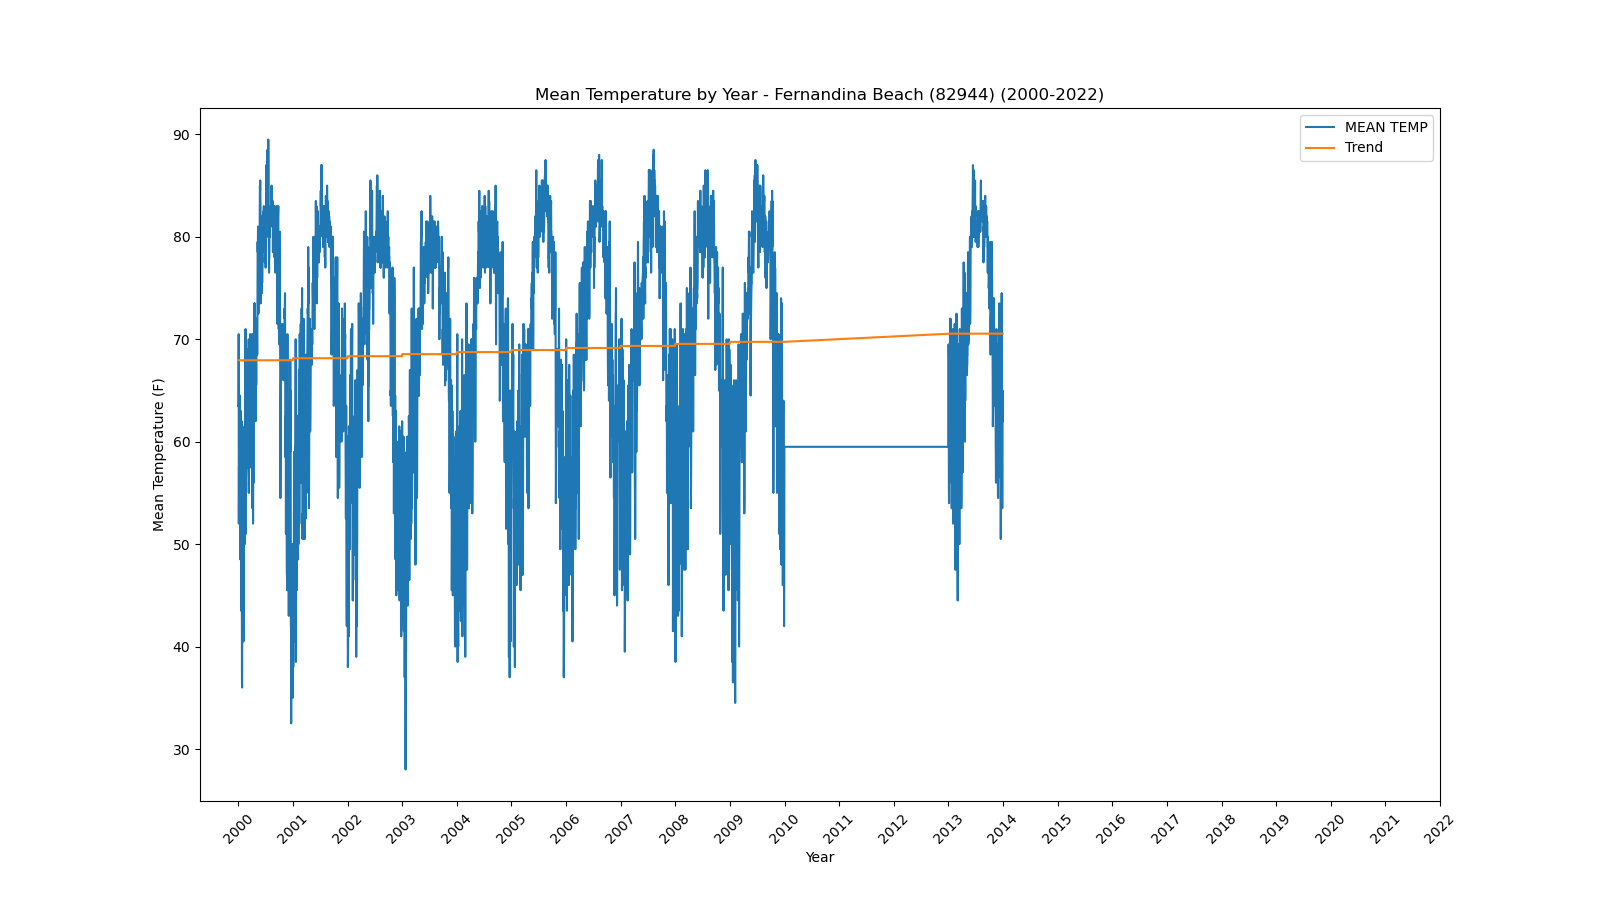 Mean Temperature by Year - Fernandina Beach (82944) (2000-2022)
MEAN TEMP
Trend
90
80
70
60
50
40
30
Mean Temperature (F)
2000 2001 2002 2003 2004 2005 2006 2007 2008 2009 2010 2011 2012 2013 2014 2015 2016 2017 2018 2019 2020 2021 2022
Year